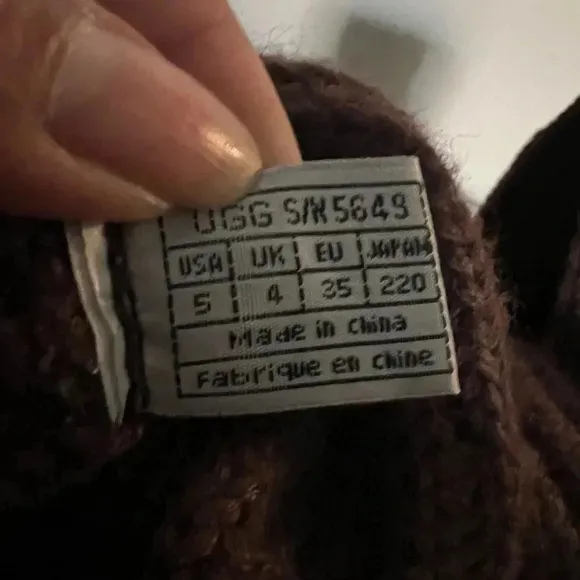 UGG S/N 5649
USA UK EU JAPAN
5 4 35 220
Made in China
Fabrique en Chine